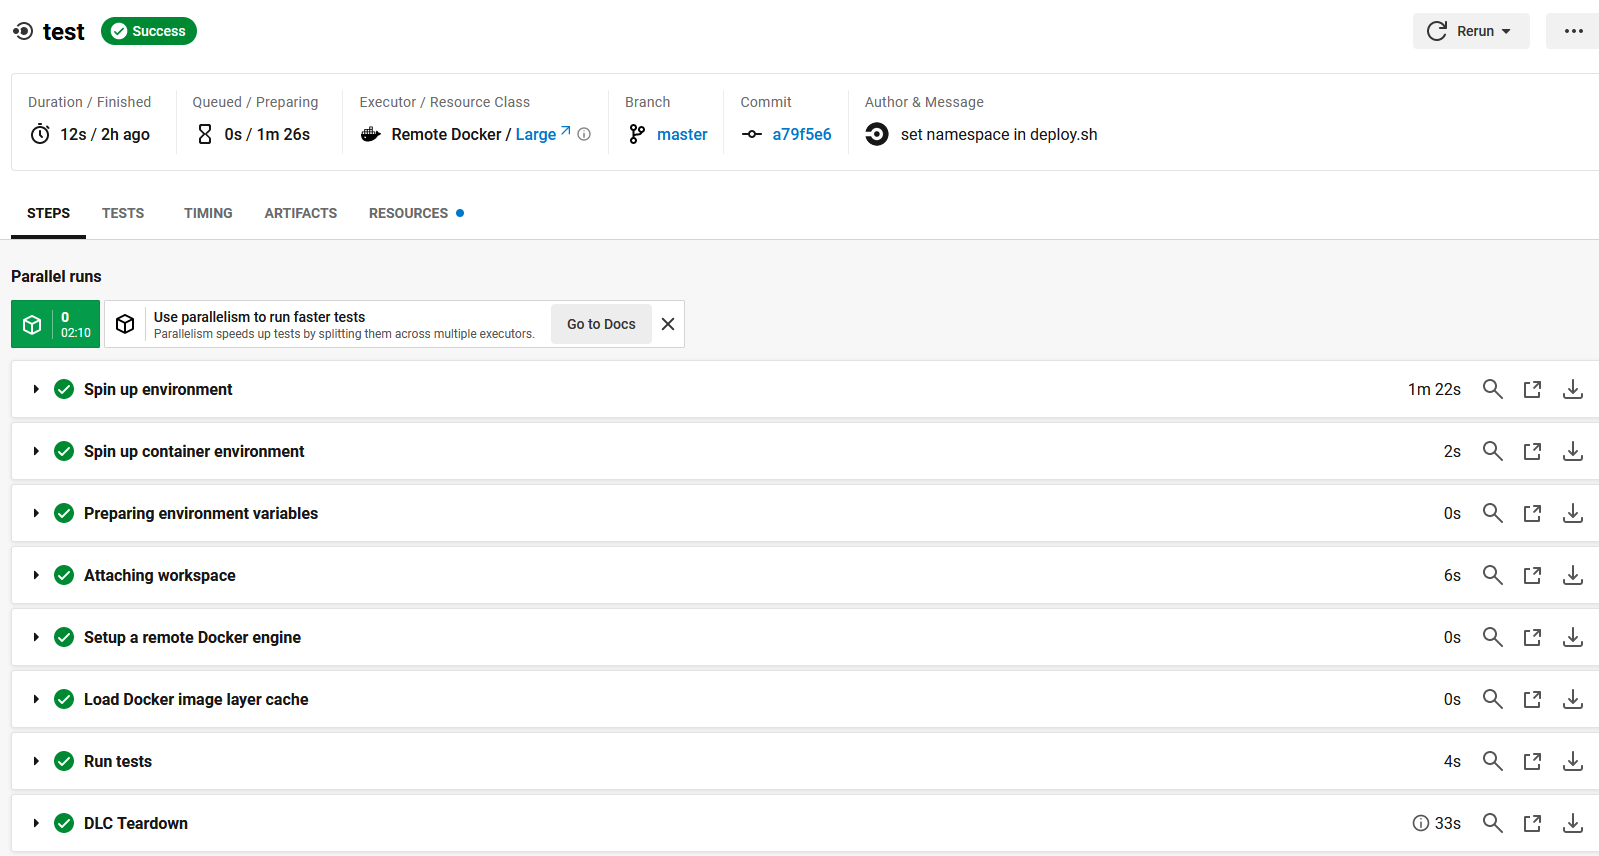 test
Success
Rerun
Duration / Finished
12s / 2h ago
Queued / Preparing
0s / 1m 26s
Executor / Resource Class
Remote Docker / Large
Branch
master
Commit
a79f5e6
Author & Message
set namespace in deploy.sh
STEPS TESTS TIMING ARTIFACTS RESOURCES
Parallel runs
0
02:10
Use parallelism to run faster tests
Parallelism speeds up tests by splitting them across multiple executors.
Go to Docs
Spin up environment 1m 22s
Spin up container environment 2s
Preparing environment variables 0s
Attaching workspace 6s
Setup a remote Docker engine 0s
Load Docker image layer cache 0s
Run tests 4s
DLC Teardown 33s